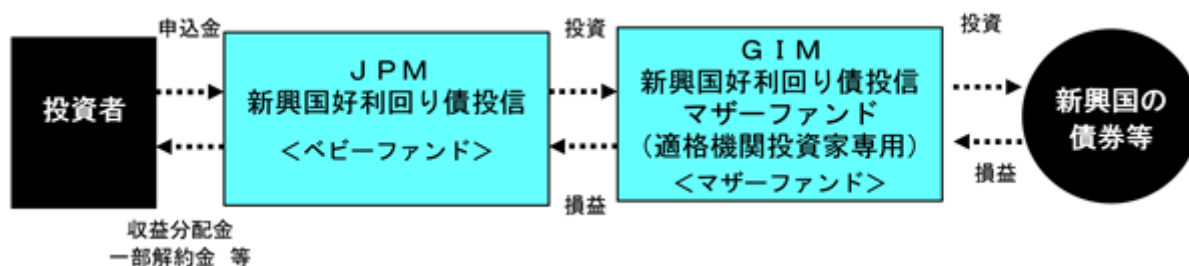 申込金
投資
投資
投資者
JPM
新興国好利回り債投信
<ベビーファンド>
GIM
新興国好利回り債投信
マザーファンド
(適格機関投資家専用)
<マザーファンド>
新興国の
債券等
収益分配金
一部解約金 等
損益
損益